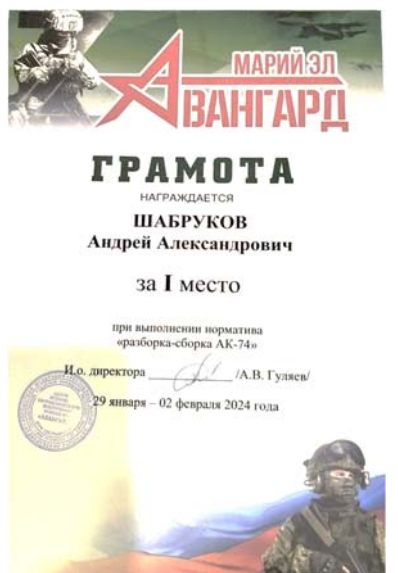 МАРИЙ ЭЛ
АВАНГАРД
ГРАМОТА
НАГРАЖДАЕТСЯ
ШАБРУКОВ
Андрей Александрович
за I место
при выполнении норматива
«разборка-сборка АК-74»
И.о. директора /А.В. Гуляев/
29 января – 02 февраля 2024 года